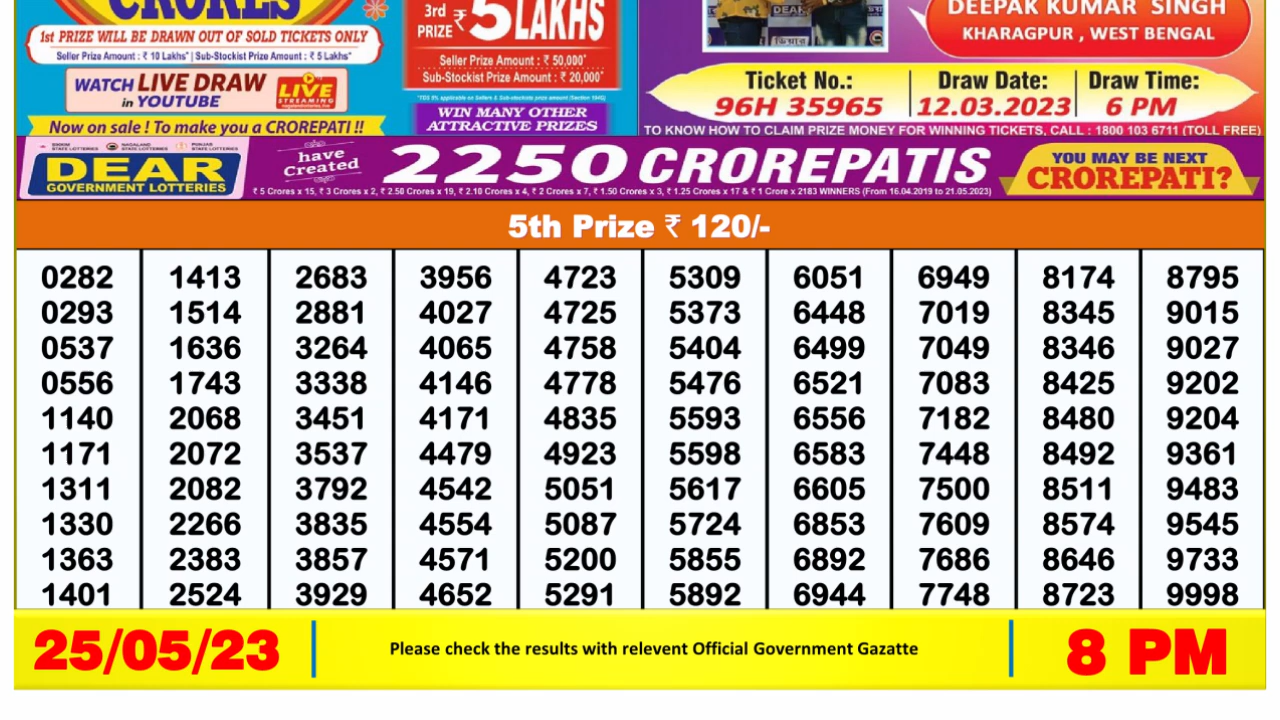 CRORES
1st PRIZE WILL BE DRAWN OUT OF SOLD TICKETS ONLY
Seller Prize Amount : ₹ 10 Lakhs* | Sub-Stockist Prize Amount : ₹ 5 Lakhs*
WATCH LIVE DRAW
in YOUTUBE
LIVE
STREAMING
Now on sale ! To make you a CROREPATI !!
3rd PRIZE ₹ 5 LAKHS
Seller Prize Amount : ₹ 50,000*
Sub-Stockist Prize Amount : ₹ 20,000*
WIN MANY OTHER
ATTRACTIVE PRIZES
DEAR
DEEPAK KUMAR SINGH
KHARAGPUR , WEST BENGAL
Ticket No.: Draw Date: Draw Time:
96H 35965 12.03.2023 6 PM
TO KNOW HOW TO CLAIM PRIZE MONEY FOR WINNING TICKETS, CALL : 1800 103 6711 (TOLL FREE)
DEAR
GOVERNMENT LOTTERIES
have
Created
2250 CROREPATIS
₹ 5 Crores x 15, ₹ 3 Crores x 2, ₹ 2.50 Crores x 19, ₹ 2.10 Crores x 4, ₹ 2 Crores x 7, ₹ 1.50 Crores x 3, ₹ 1.25 Crores x 17 & ₹ 1 Crore x 2183 WINNERS (From 16.04.2019 to 21.05.2023)
YOU MAY BE NEXT
CROREPATI?
5th Prize ₹ 120/-
0282 1413 2683 3956 4723 5309 6051 6949 8174 8795
0293 1514 2881 4027 4725 5373 6448 7019 8345 9015
0537 1636 3264 4065 4758 5404 6499 7049 8346 9027
0556 1743 3338 4146 4778 5476 6521 7083 8425 9202
1140 2068 3451 4171 4835 5593 6556 7182 8480 9204
1171 2072 3537 4479 4923 5598 6583 7448 8492 9361
1311 2082 3792 4542 5051 5617 6605 7500 8511 9483
1330 2266 3835 4554 5087 5724 6853 7609 8574 9545
1363 2383 3857 4571 5200 5855 6892 7686 8646 9733
1401 2524 3929 4652 5291 5892 6944 7748 8723 9998
25/05/23 Please check the results with relevent Official Government Gazatte 8 PM